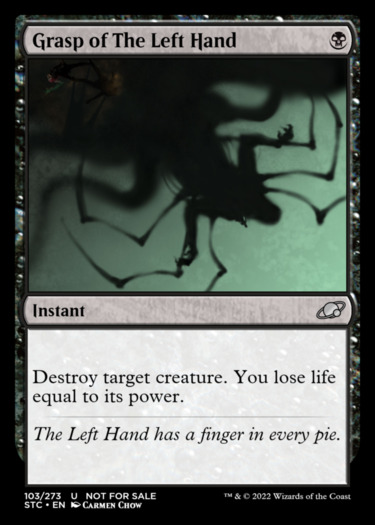 Grasp of The Left Hand
Instant
Destroy target creature. You lose life
equal to its power.
The Left Hand has a finger in every pie.
103/273 U NOT FOR SALE
STC • EN Carmen Chow
™ & © 2022 Wizards of the Coast